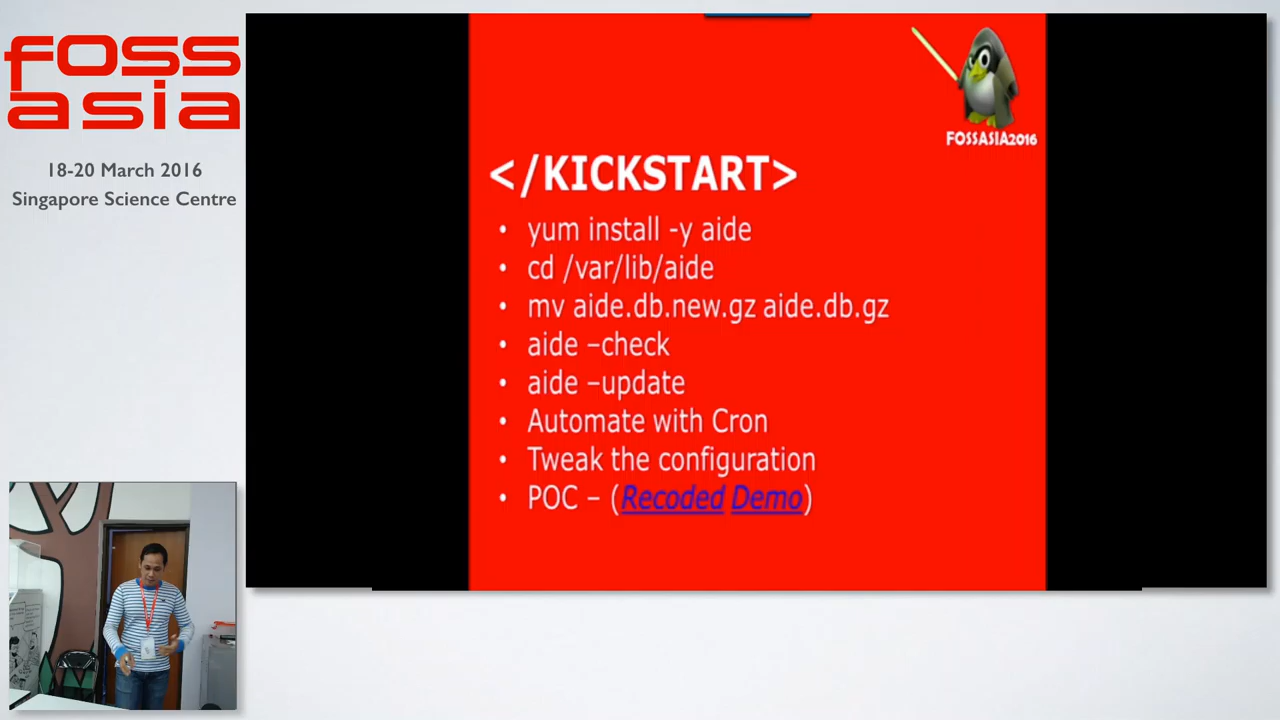 foss
asia
18-20 March 2016
Singapore Science Centre
FOSSASIA2016
</KICKSTART>
• yum install -y aide
• cd /var/lib/aide
• mv aide.db.new.gz aide.db.gz
• aide –check
• aide –update
• Automate with Cron
• Tweak the configuration
• POC – (Recoded Demo)